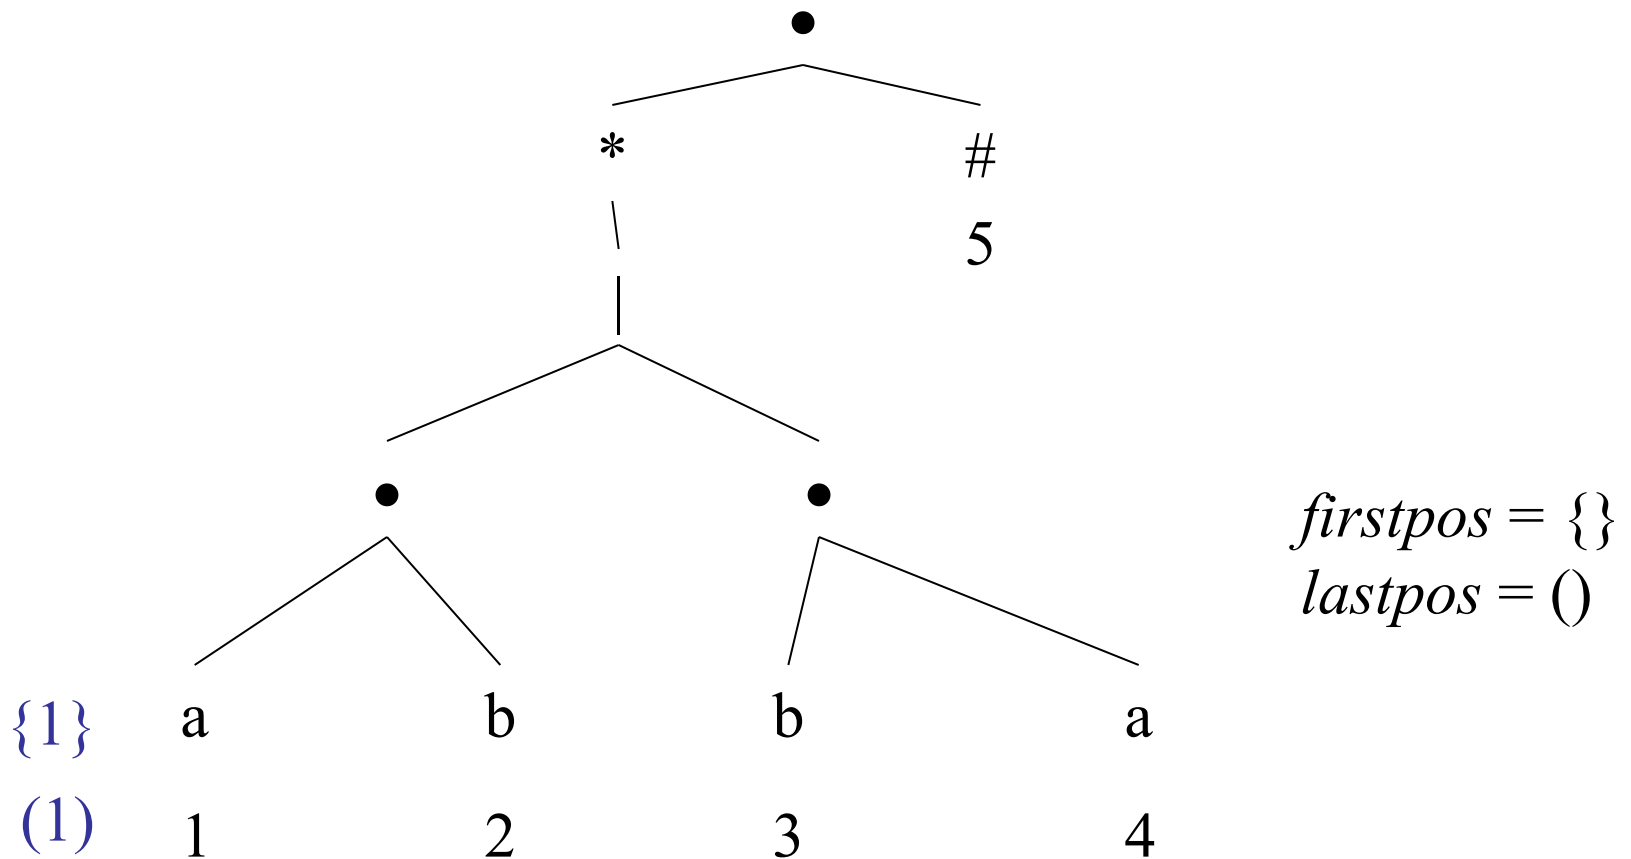 •
* #
5
|
• •
firstpos = {}
lastpos = ()
{1} a b b a
(1) 1 2 3 4